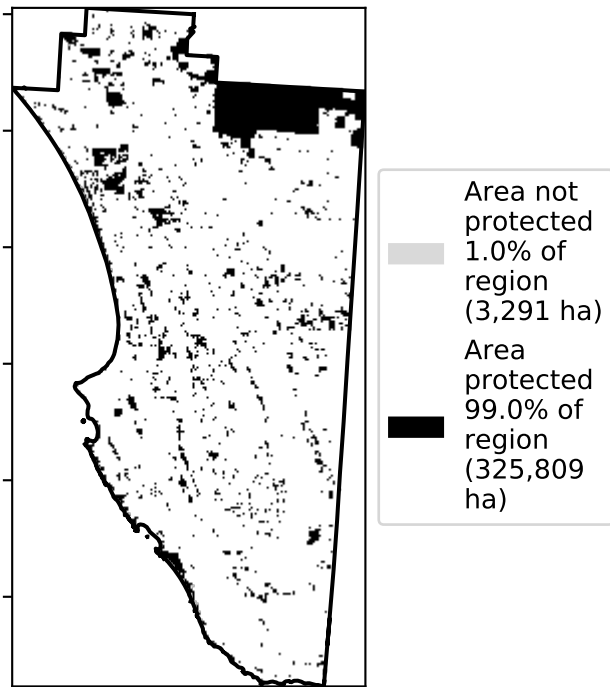 Area not
protected
1.0% of
region
(3,291 ha)
Area
protected
99.0% of
region
(325,809
ha)